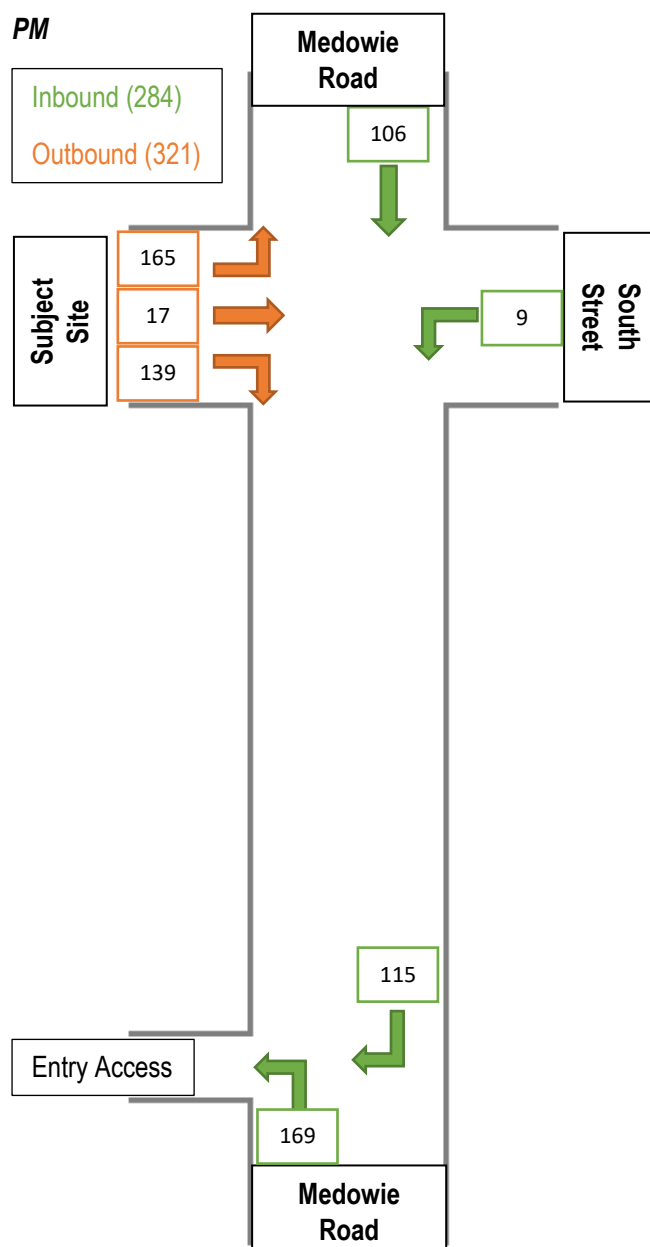 PM
Medowie
Road
Inbound (284)
Outbound (321)
106
165
17
139
Subject
Site
9
South
Street
115
Entry Access
169
Medowie
Road